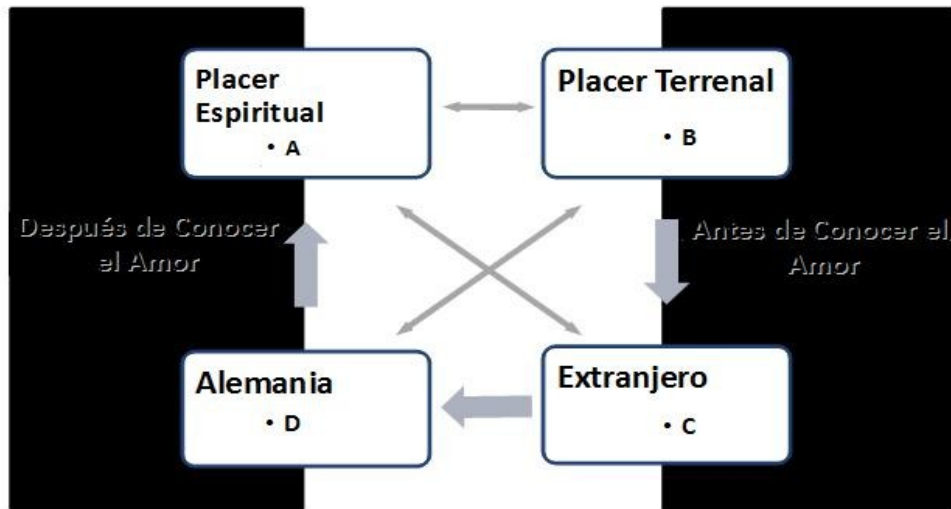 Placer
Espiritual
• A
Placer Terrenal
• B
Después de Conocer
el Amor
Antes de Conocer el
Amor
Alemania
• D
Extranjero
• C